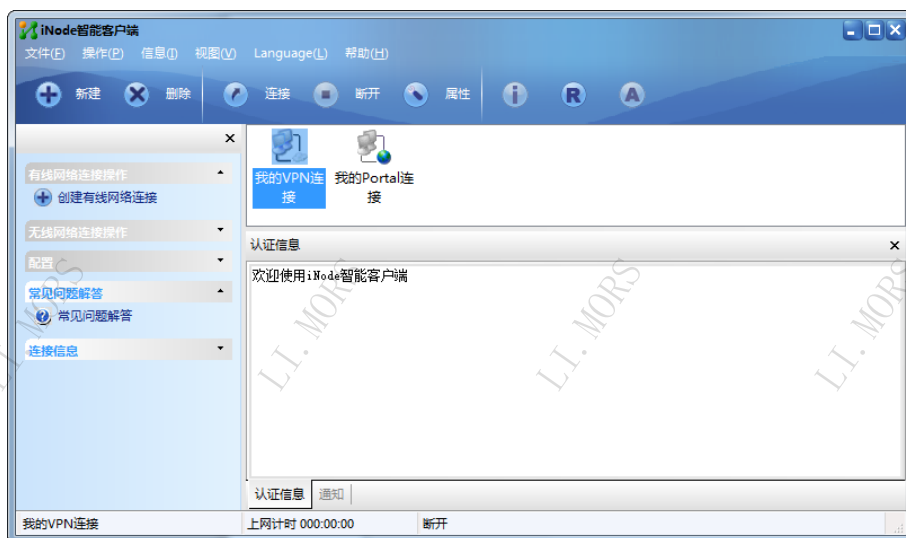 iNode智能客户端
文件(F) 操作(P) 信息(I) 视图(V) Language(L) 帮助(H)
新建 删除 连接 断开 属性 i R A
有线网络连接操作
创建有线网络连接
无线网络连接操作
配置
常见问题解答
常见问题解答
连接信息
我的VPN连
接
我的Portal连
接
认证信息
欢迎使用iNode智能客户端
LI.MORS
LI.MORS
LI.MORS
认证信息 通知
我的VPN连接 上网计时 000:00:00 断开